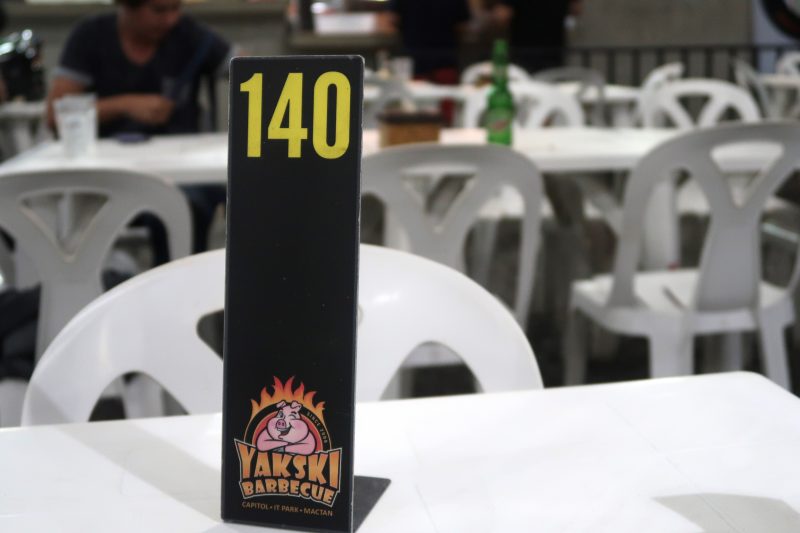 140
YAKSKI
BARBECUE
CAPITOL • IT PARK • MACTAN